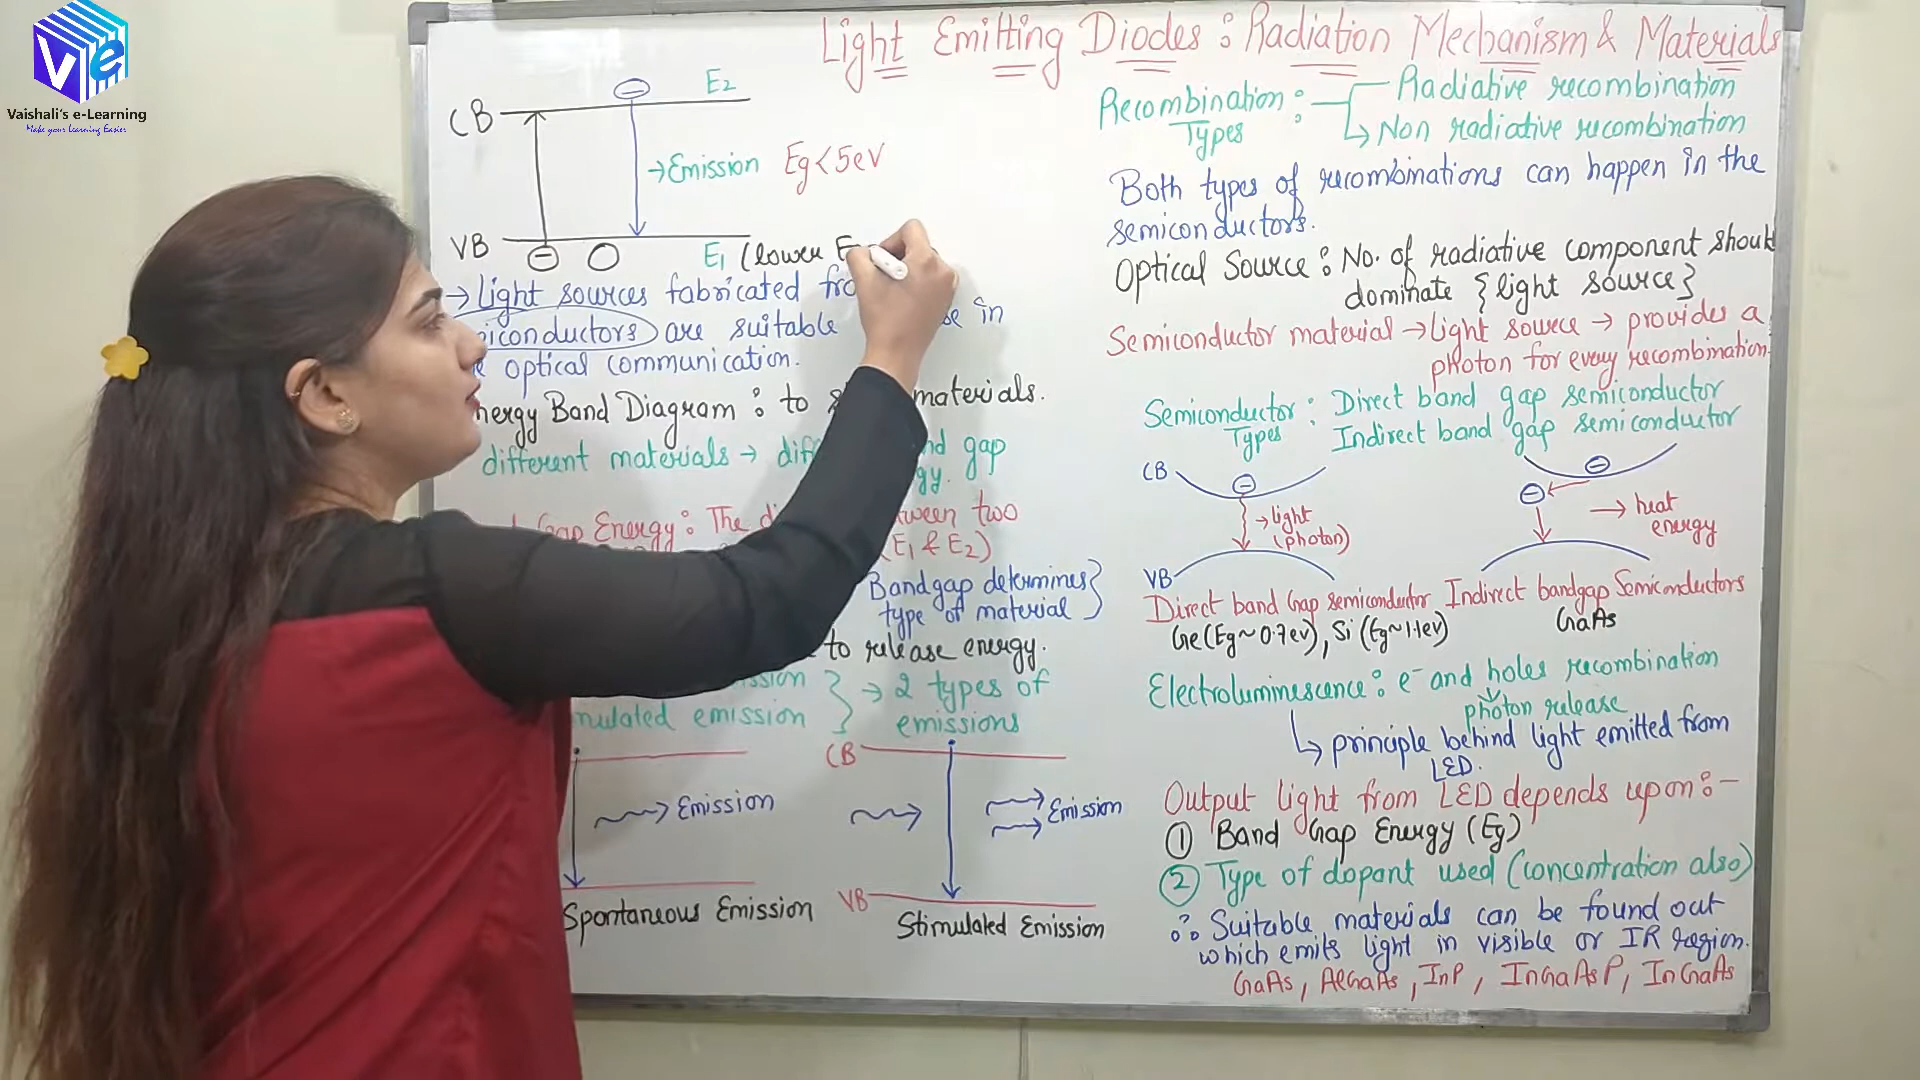 Ve
Vaishali's e-Learning
Make your Learning Easier
Light Emitting Diodes : Radiation Mechanism & Materials
CB
E2
→Emission Eg<5eV
VB
E1 (lower E
→ Light sources fabricated
iconductors are suitable in
optical communication.
nergy Band Diagram : to materials.
different materials → gap
gy.
Gap Energy : The two
(E1 & E2)
Bandgap determines
type of material
to release energy.
ssion → 2 types of
mulated emission emissions
→ Emission
Spontaneous Emission
CB
Emission
VB
Stimulated Emission
Recombination : Radiative recombination
Types Non radiative recombination
Both types of recombinations can happen in the
semiconductors.
Optical Source : No. of radiative component should
dominate {light source}
Semiconductor material → light source → provides a
photon for every recombination.
Semiconductor : Direct band gap semiconductor
Types Indirect band gap semiconductor
CB
→ light
(photon)
VB
Direct band Gap semiconductor
Ge (Eg~0.7ev), Si (Eg~1.1ev)
→ heat
energy
Indirect bandgap Semiconductors
GaAs
Electroluminescence : e- and holes recombination
photon release
principle behind light emitted from
LED.
Output light from LED depends upon :-
① Band Gap Energy (Eg)
② Type of dopant used (concentration also)
∴ Suitable materials can be found out
which emits light in visible or IR region.
GaAs, AlGaAs, InP, InGaAsP, InGaAs